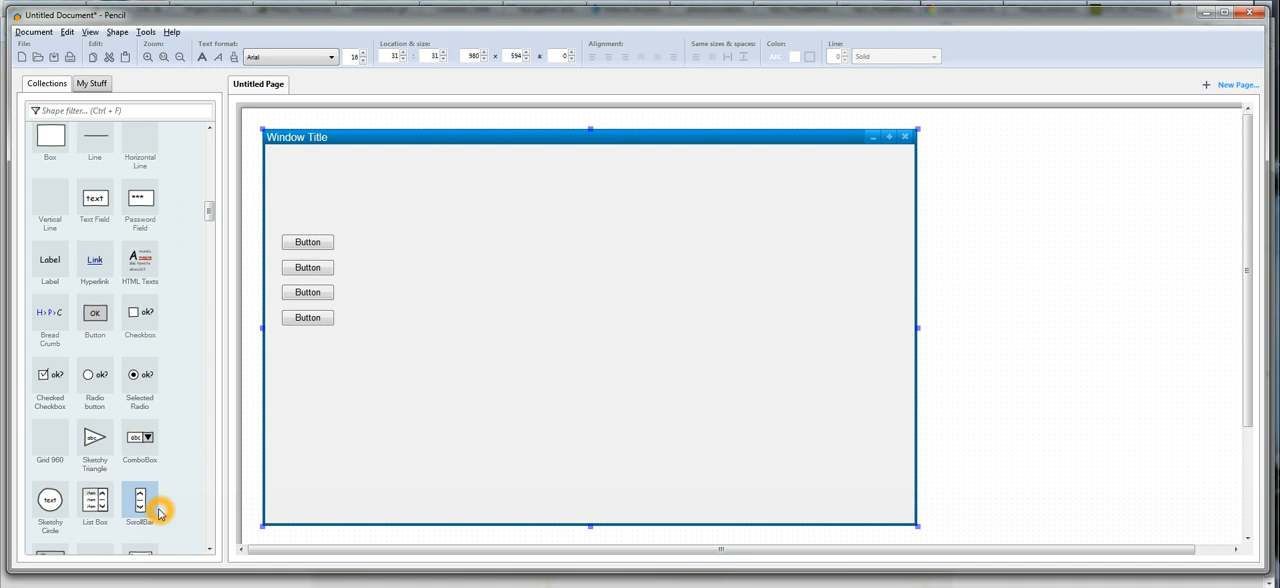 Untitled Document* - Pencil
Document Edit View Shape Tools Help
File: Edit: Zoom: Text format: Location & size: Alignment: Same sizes & spaces: Color: Line:
Arial 16 31 : 31 980 x 594 0 ABC 0 Solid
Collections My Stuff
Untitled Page
New Page...
Shape filter... (Ctrl + F)
Box Line Horizontal Line
text ***
Vertical Line Text Field Password Field
Label Link
Label Hyperlink HTML Texts
H>P>C OK ok?
Bread Crumb Button Checkbox
ok? ok? ok?
Checked Checkbox Radio button Selected Radio
abc abc
Grid 960 Sketchy Triangle ComboBox
text item item item
Sketchy Circle List Box ScrollBar
Window Title
Button
Button
Button
Button